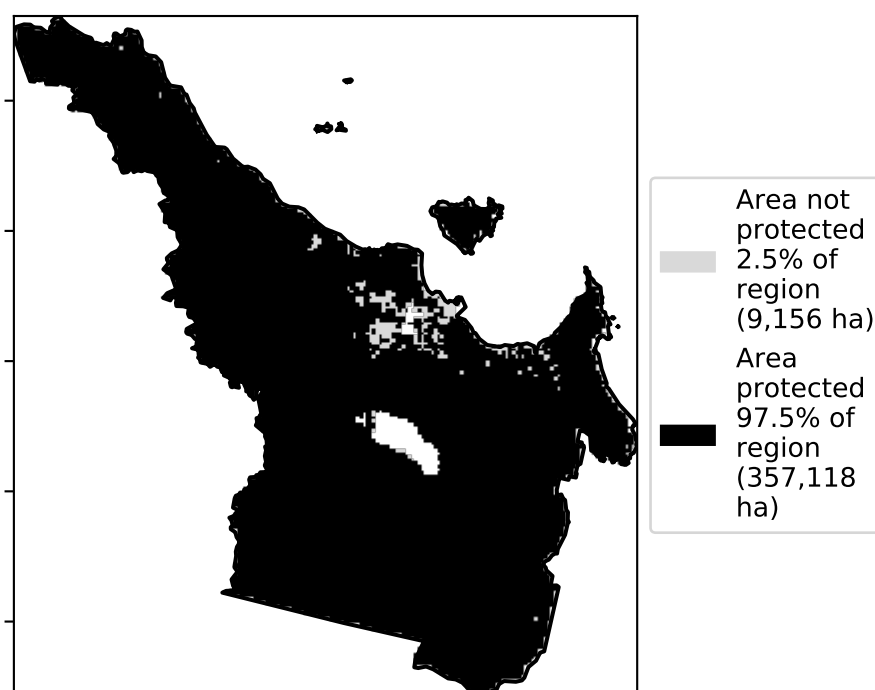 Area not
protected
2.5% of
region
(9,156 ha)
Area
protected
97.5% of
region
(357,118
ha)